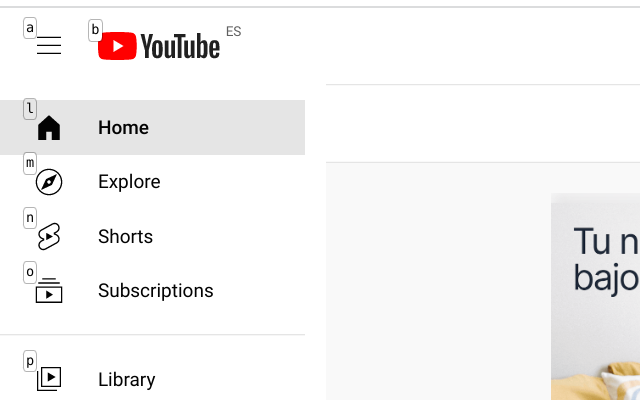 a
b
YouTube ES
l
Home
m
Explore
n
Shorts
o
Subscriptions
p
Library
Tu n
bajo